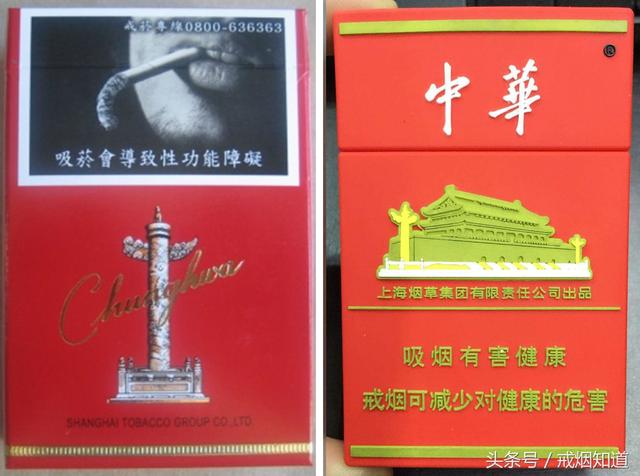 戒菸專線0800-636363
吸菸會導致性功能障礙
Chunghwa
SHANGHAI TOBACCO GROUP CO.,LTD.
中華
®
上海烟草集团有限责任公司出品
吸烟有害健康
戒烟可减少对健康的危害
头条号 / 戒烟知道